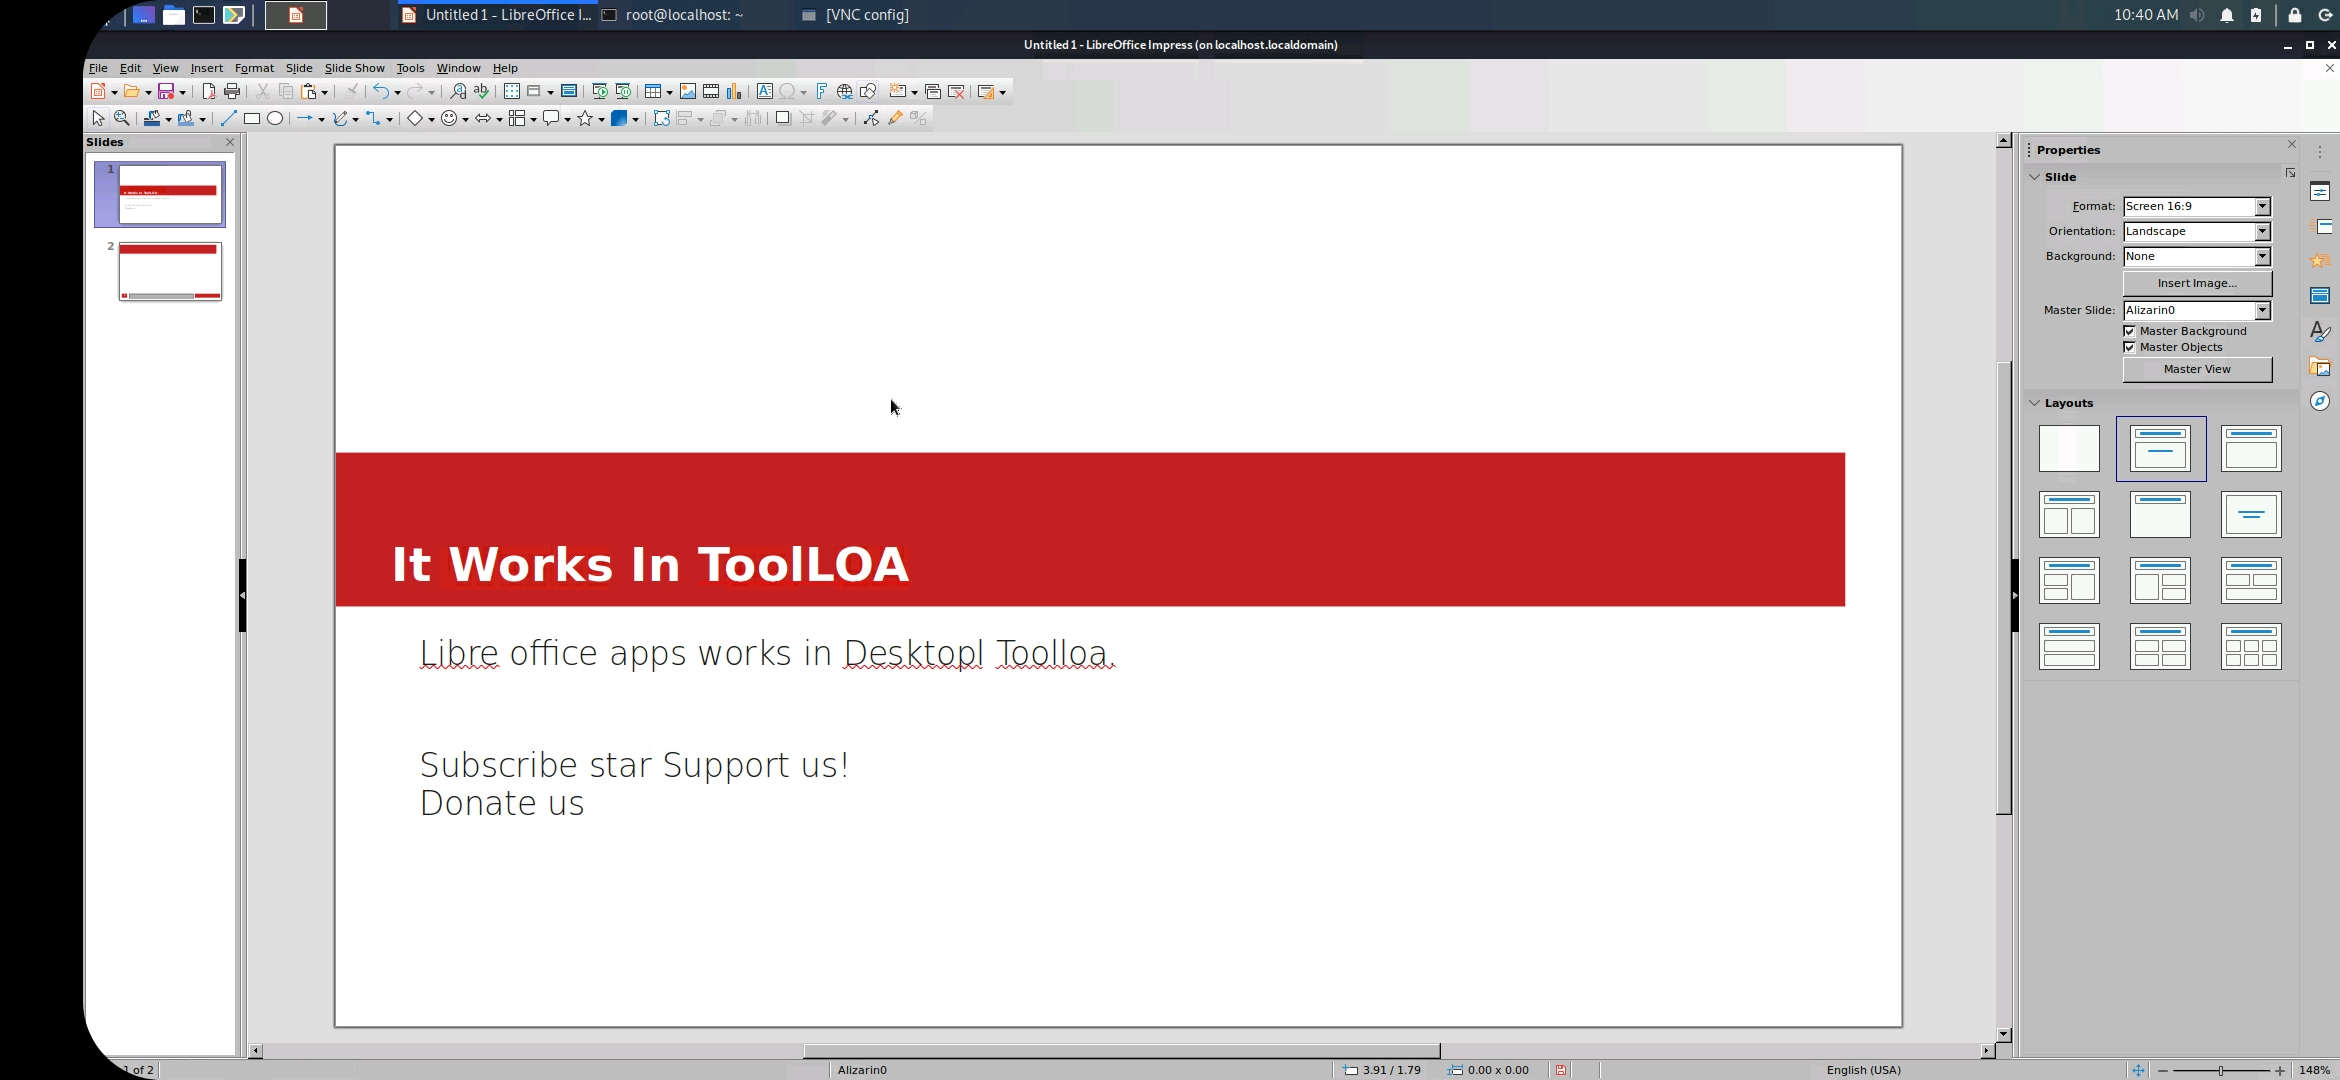 Untitled 1 - LibreOffice I...
root@localhost: ~
[VNC config]
10:40 AM
Untitled 1 - LibreOffice Impress (on localhost.localdomain)
File Edit View Insert Format Slide Slide Show Tools Window Help
Slides
1
2
It Works In ToolLOA
Libre office apps works in Desktopl Toolloa.
Subscribe star Support us!
Donate us
Properties
Slide
Format: Screen 16:9
Orientation: Landscape
Background: None
Insert Image...
Master Slide: Alizarin0
Master Background
Master Objects
Master View
Layouts
1 of 2
Alizarin0
3.91 / 1.79
0.00 x 0.00
English (USA)
148%